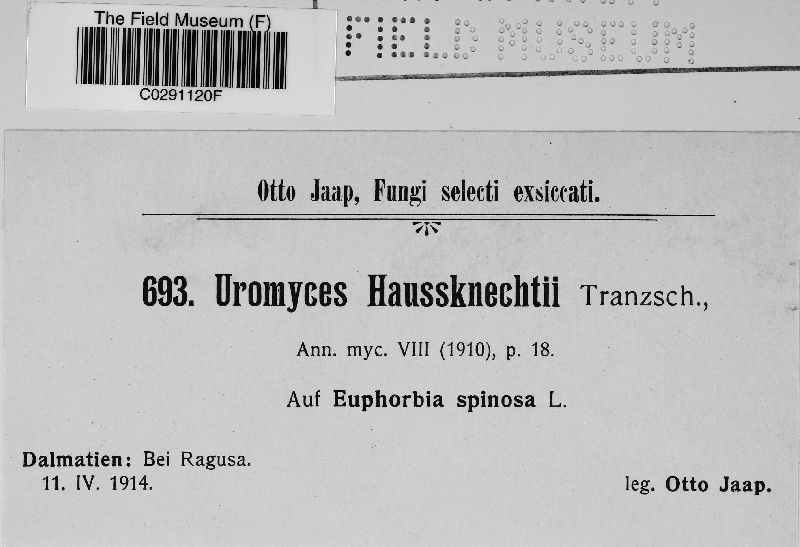 The Field Museum (F)
C0291120F
FIELD MUSEUM
Otto Jaap, Fungi selecti exsiccati.
693. Uromyces Haussknechtii Tranzsch.,
Ann. myc. VIII (1910), p. 18.
Auf Euphorbia spinosa L.
Dalmatien: Bei Ragusa.
11. IV. 1914.
leg. Otto Jaap.